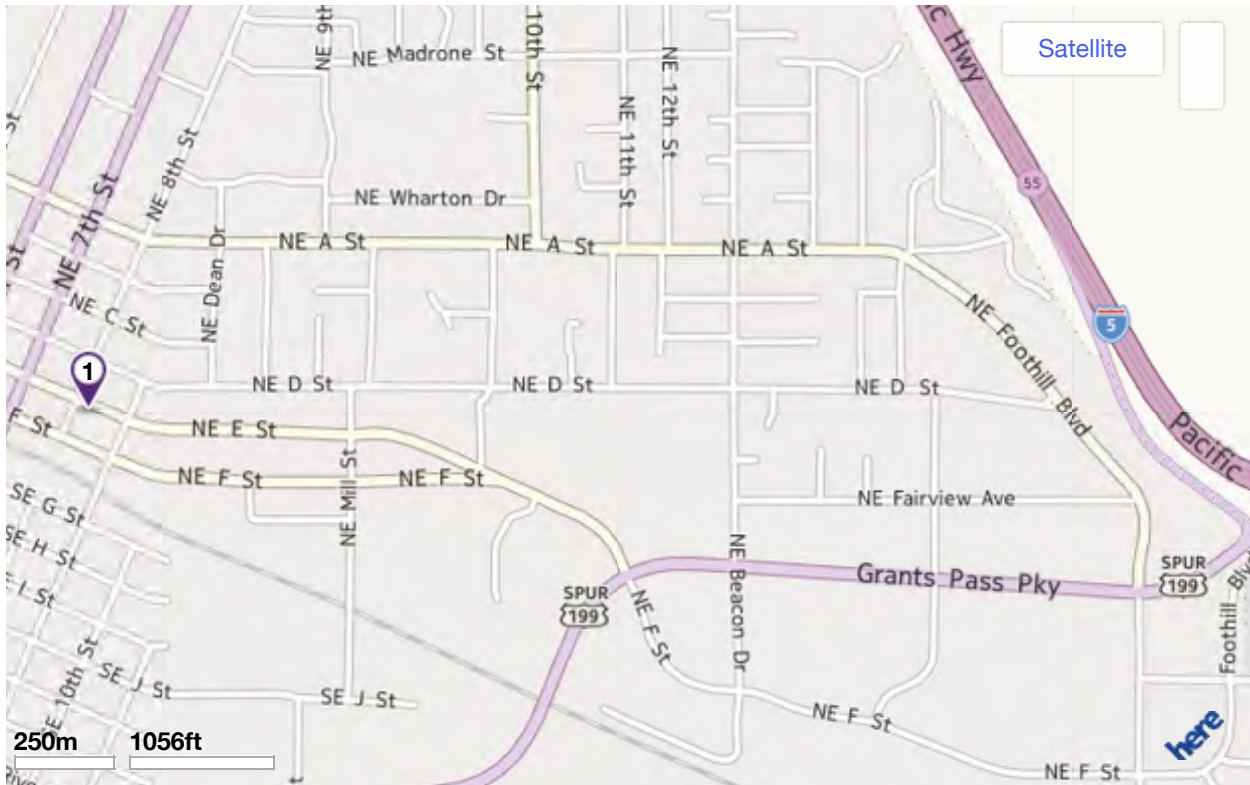 c Hwy
Satellite
NE 9th
10th St
NE Madrone St
NE 12th St
NE 11th St
St
NE 8th St
55
NE 7th St
NE Wharton Dr
NE A St
NE A St
NE A St
St
NE Dean Dr
NE C St
NE Foothill Blvd
5
1
NE D St
NE D St
NE D St
F St
NE E St
Pacific
NE F St
NE F St
NE Mill St
SE G St
NE Fairview Ave
SE H St
NE Beacon Dr
SPUR
199
Grants Pass Pky
SPUR
199
E I St
NE F St
Foothill Blvd
SE 10th St
SE J St
SE J St
NE F St
here
250m
1056ft
NE F St
t